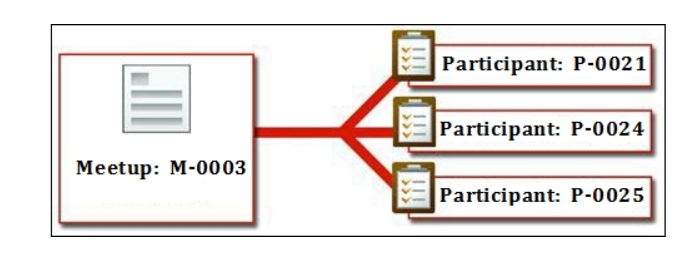 Participant: P-0021
Participant: P-0024
Meetup: M-0003
Participant: P-0025